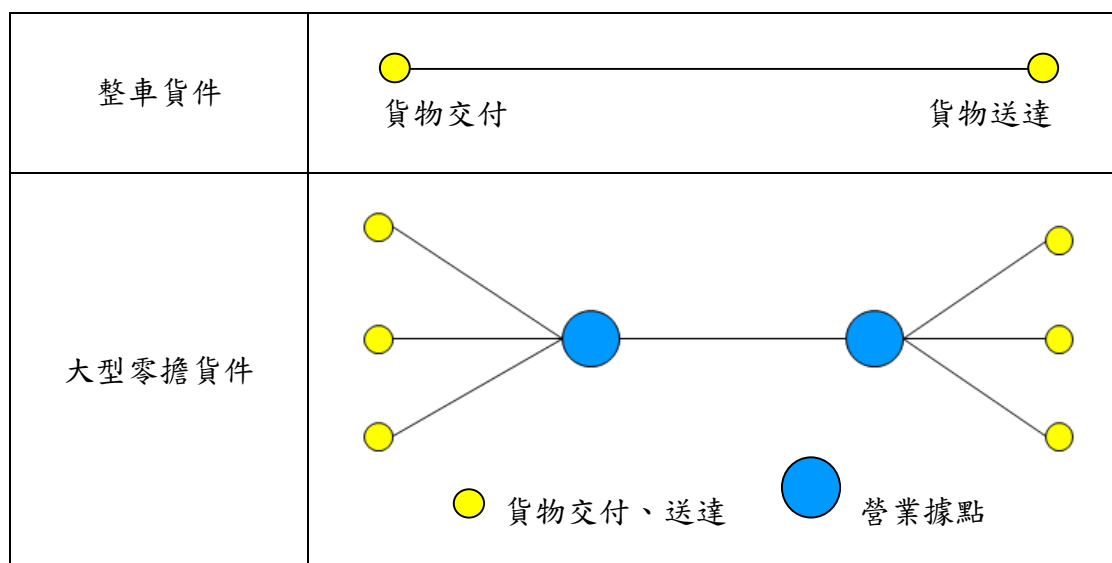 整車貨件
貨物交付
貨物送達
大型零擔貨件
貨物交付、送達
營業據點